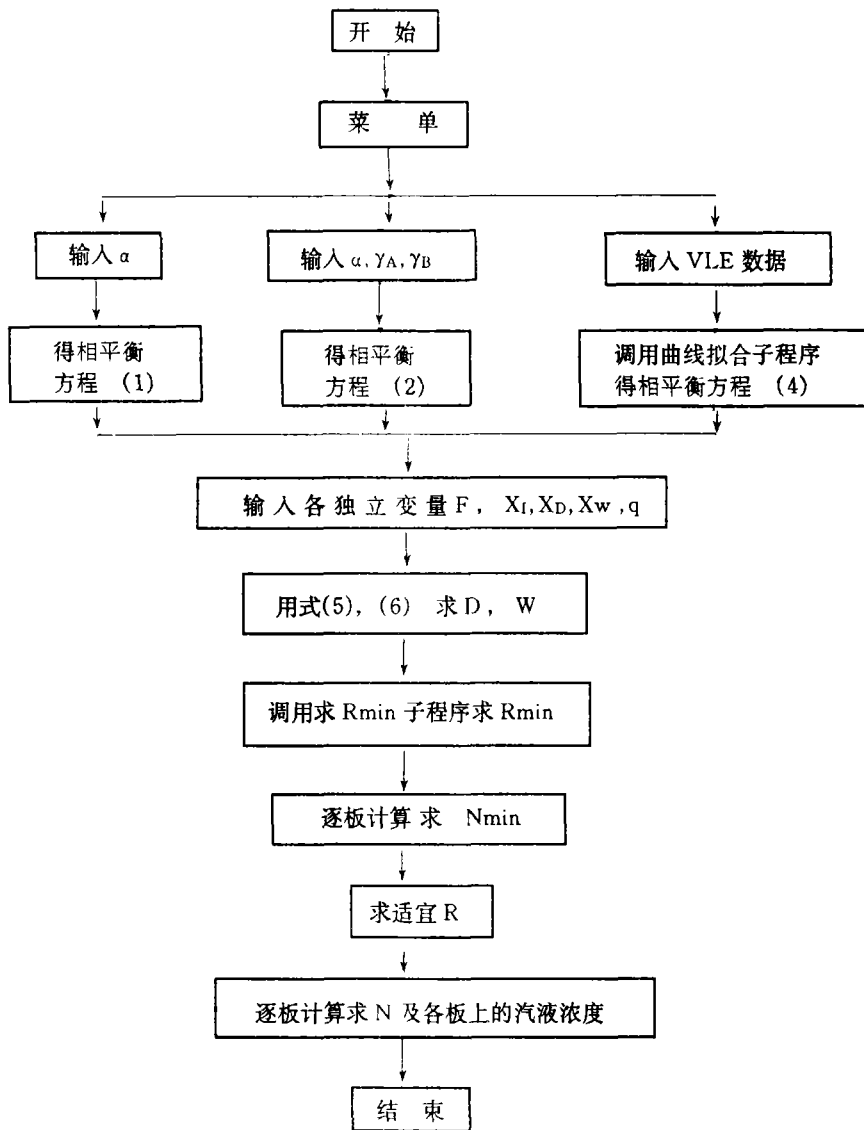 开 始
菜 单
输入 α
输入 α, γA, γB
输入 VLE 数据
得相平衡
方程 (1)
得相平衡
方程 (2)
调用曲线拟合子程序
得相平衡方程 (4)
输入各独立变量 F, XI, XD, Xw, q
用式(5), (6) 求 D, W
调用求 Rmin 子程序求 Rmin
逐板计算求 Nmin
求适宜 R
逐板计算求 N 及各板上的汽液浓度
结 束